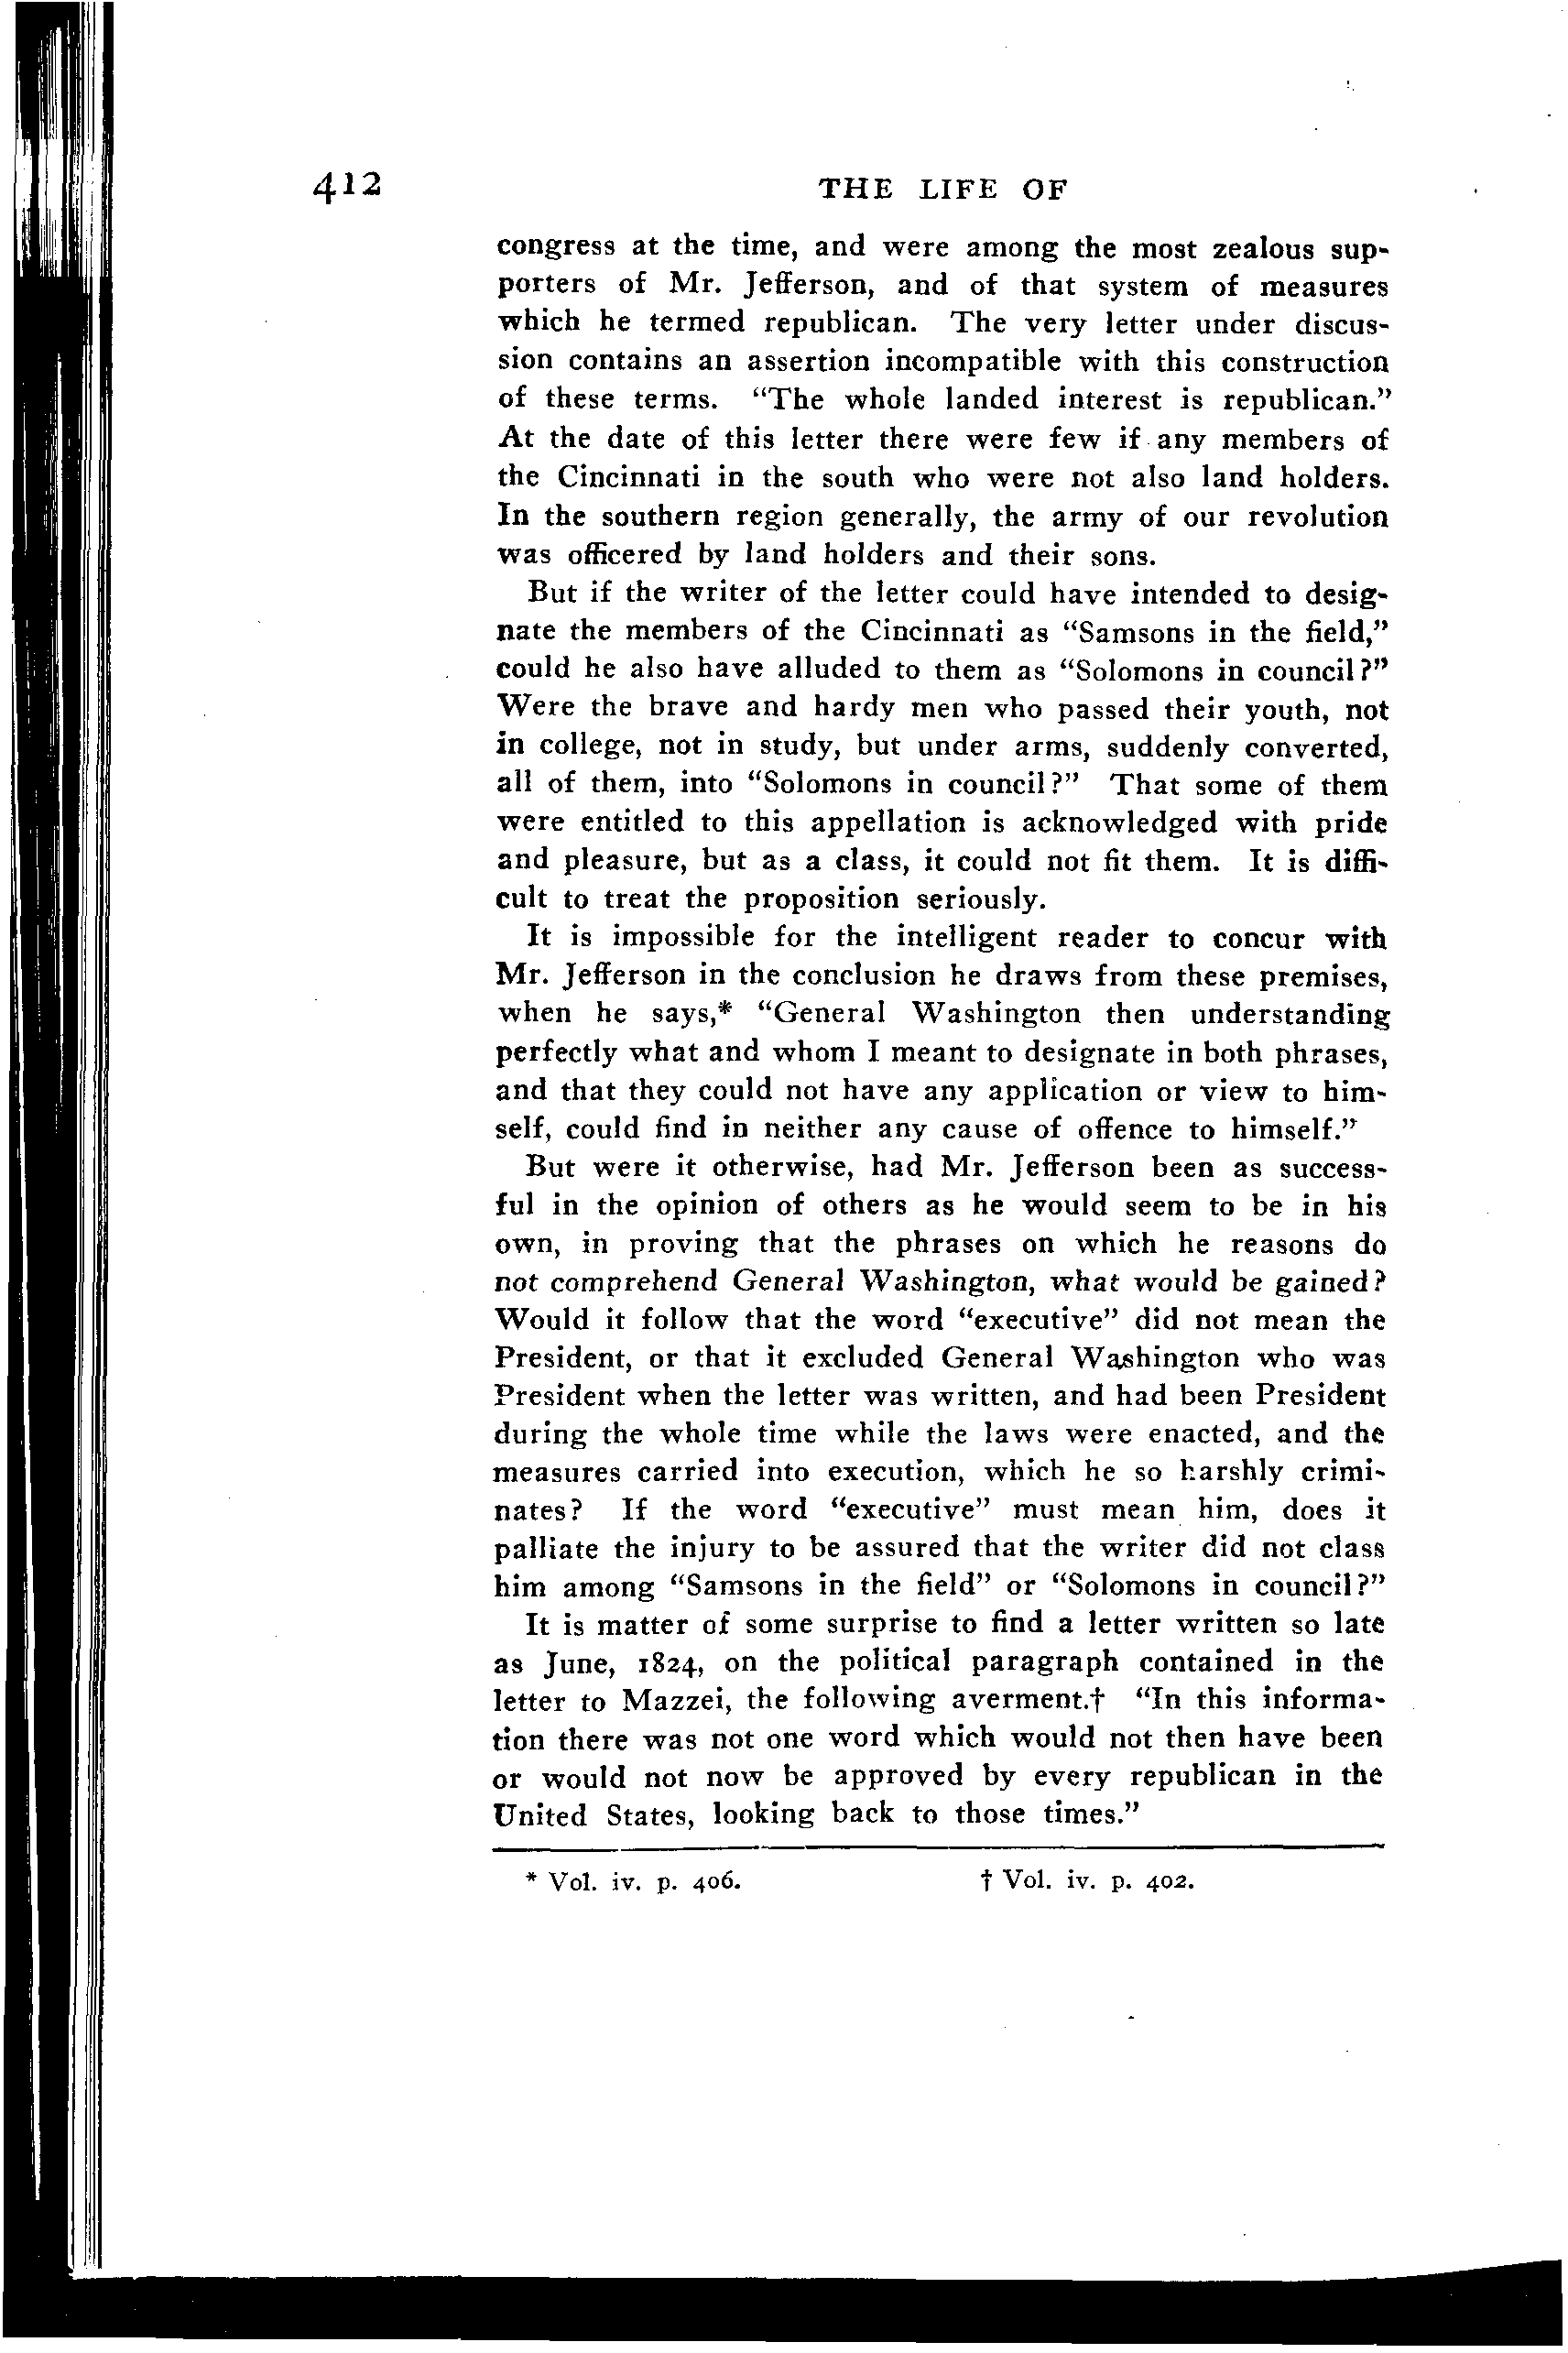 412 THE LIFE OF
congress at the time, and were among the most zealous sup-
porters of Mr. Jefferson, and of that system of measures
which he termed republican. The very letter under discus-
sion contains an assertion incompatible with this construction
of these terms. “The whole landed interest is republican.”
At the date of this letter there were few if any members of
the Cincinnati in the south who were not also land holders.
In the southern region generally, the army of our revolution
was officered by land holders and their sons.
But if the writer of the letter could have intended to desig-
nate the members of the Cincinnati as “Samsons in the field,”
could he also have alluded to them as “Solomons in council?”
Were the brave and hardy men who passed their youth, not
in college, not in study, but under arms, suddenly converted,
all of them, into “Solomons in council?” That some of them
were entitled to this appellation is acknowledged with pride
and pleasure, but as a class, it could not fit them. It is diffi-
cult to treat the proposition seriously.
It is impossible for the intelligent reader to concur with
Mr. Jefferson in the conclusion he draws from these premises,
when he says,* “General Washington then understanding
perfectly what and whom I meant to designate in both phrases,
and that they could not have any application or view to him-
self, could find in neither any cause of offence to himself.”
But were it otherwise, had Mr. Jefferson been as success-
ful in the opinion of others as he would seem to be in his
own, in proving that the phrases on which he reasons do
not comprehend General Washington, what would be gained?
Would it follow that the word “executive” did not mean the
President, or that it excluded General Washington who was
President when the letter was written, and had been President
during the whole time while the laws were enacted, and the
measures carried into execution, which he so harshly crimi-
nates? If the word “executive” must mean him, does it
palliate the injury to be assured that the writer did not class
him among “Samsons in the field” or “Solomons in council?”
It is matter of some surprise to find a letter written so late
as June, 1824, on the political paragraph contained in the
letter to Mazzei, the following averment.† “In this informa-
tion there was not one word which would not then have been
or would not now be approved by every republican in the
United States, looking back to those times.”
* Vol. iv. p. 406. † Vol. iv. p. 402.